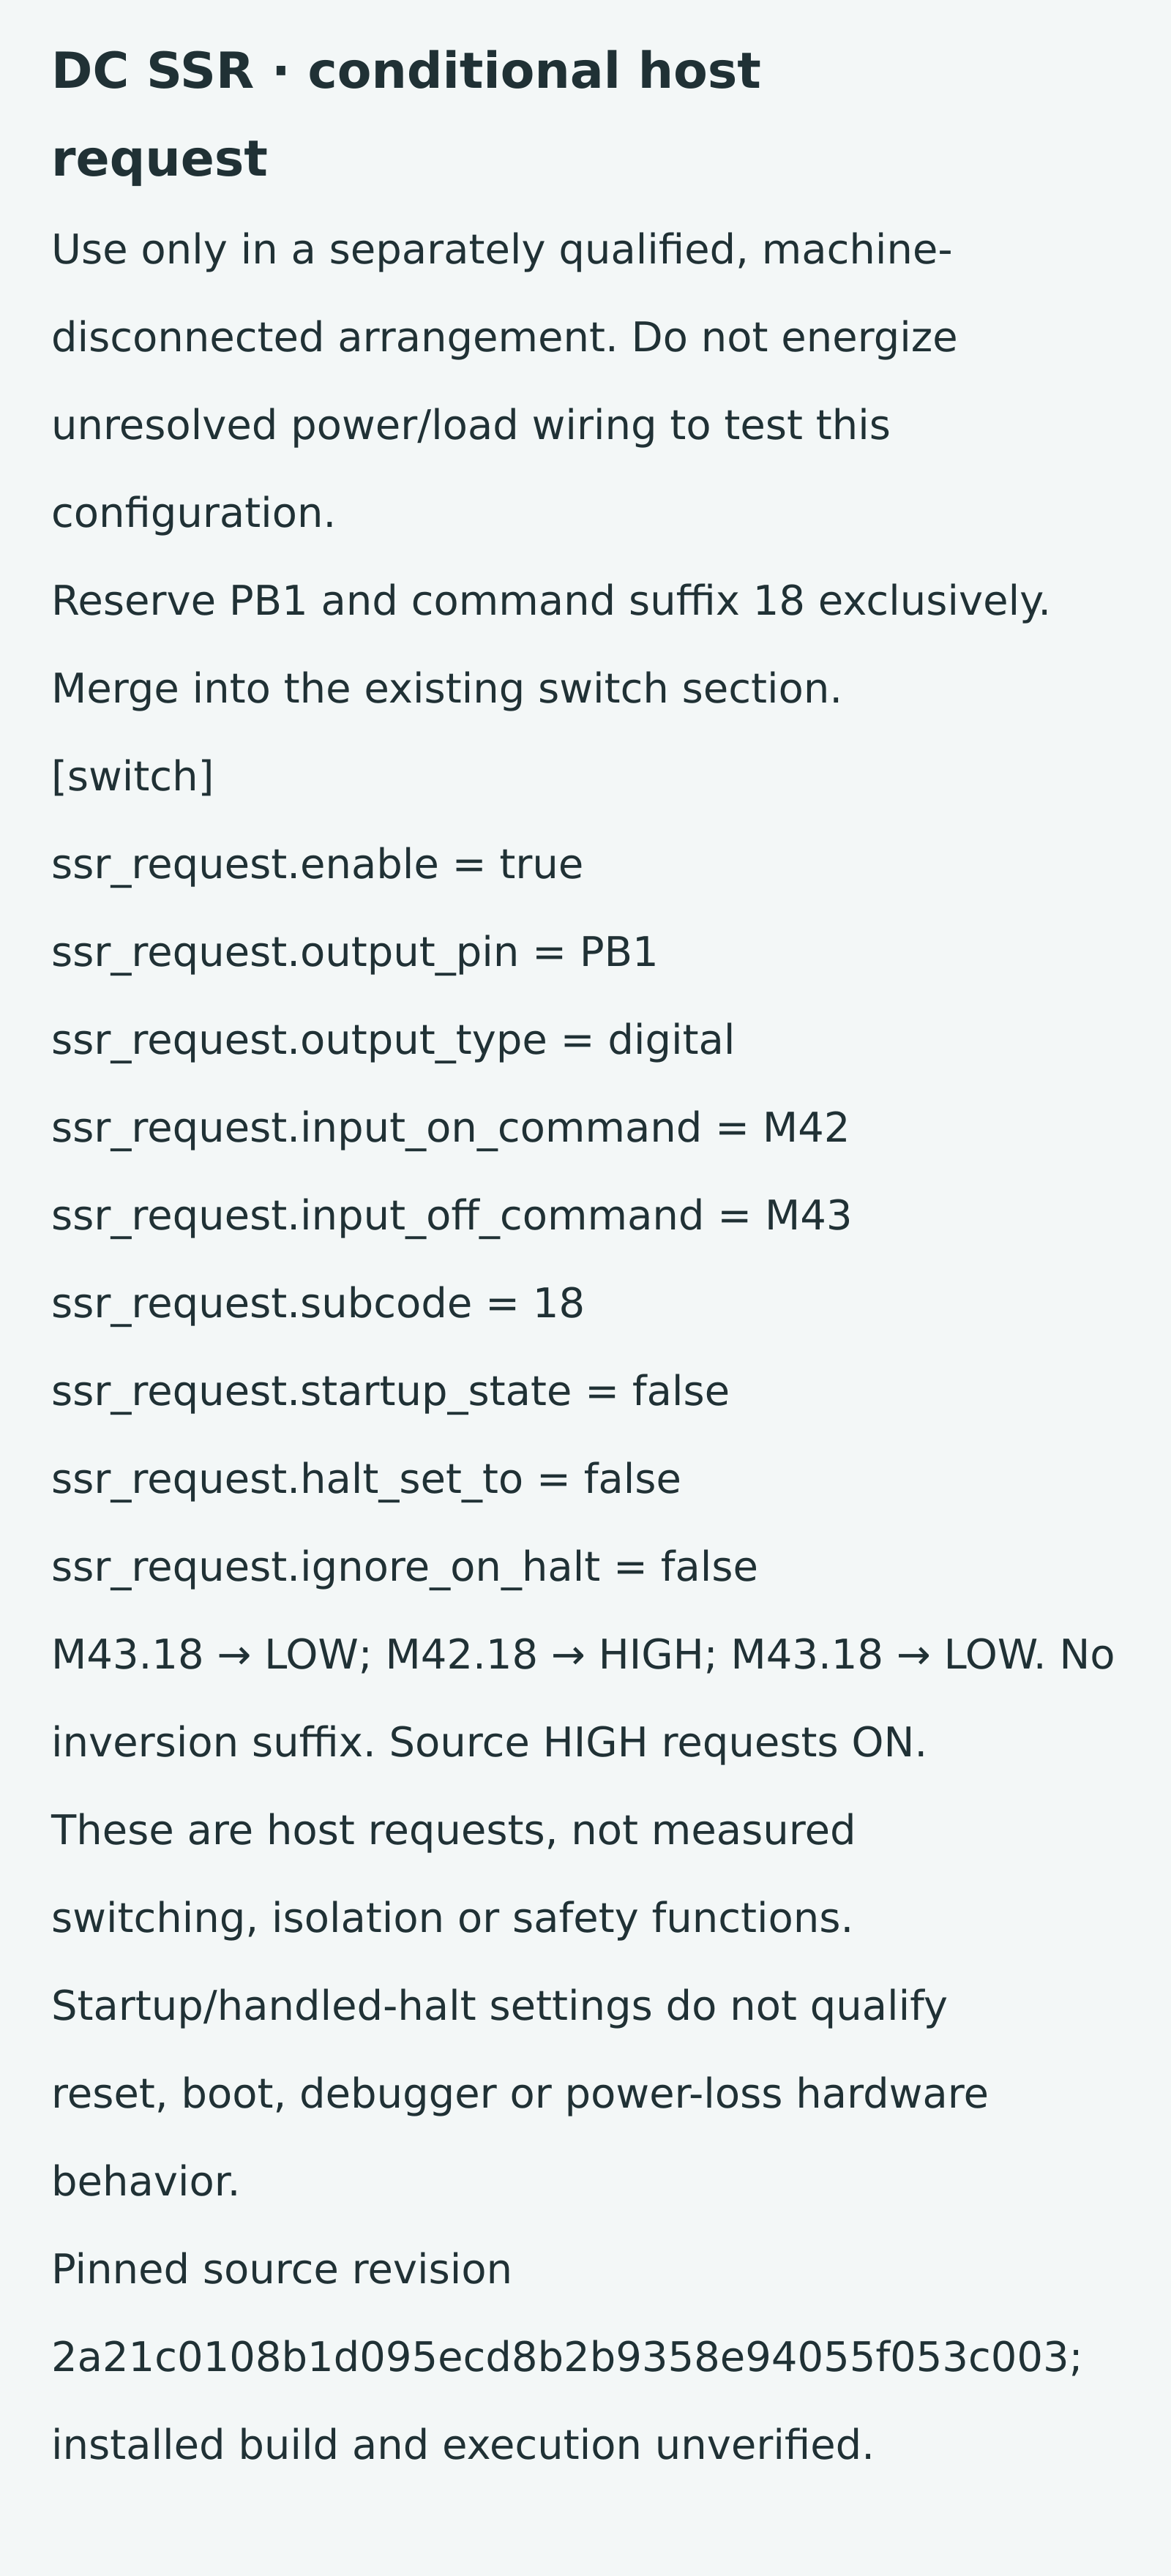 DC SSR · conditional host
request
Use only in a separately qualified, machine-
disconnected arrangement. Do not energize
unresolved power/load wiring to test this
configuration.
Reserve PB1 and command suffix 18 exclusively.
Merge into the existing switch section.
[switch]
ssr_request.enable = true
ssr_request.output_pin = PB1
ssr_request.output_type = digital
ssr_request.input_on_command = M42
ssr_request.input_off_command = M43
ssr_request.subcode = 18
ssr_request.startup_state = false
ssr_request.halt_set_to = false
ssr_request.ignore_on_halt = false
M43.18 → LOW; M42.18 → HIGH; M43.18 → LOW. No
inversion suffix. Source HIGH requests ON.
These are host requests, not measured
switching, isolation or safety functions.
Startup/handled-halt settings do not qualify
reset, boot, debugger or power-loss hardware
behavior.
Pinned source revision
2a21c0108b1d095ecd8b2b9358e94055f053c003;
installed build and execution unverified.